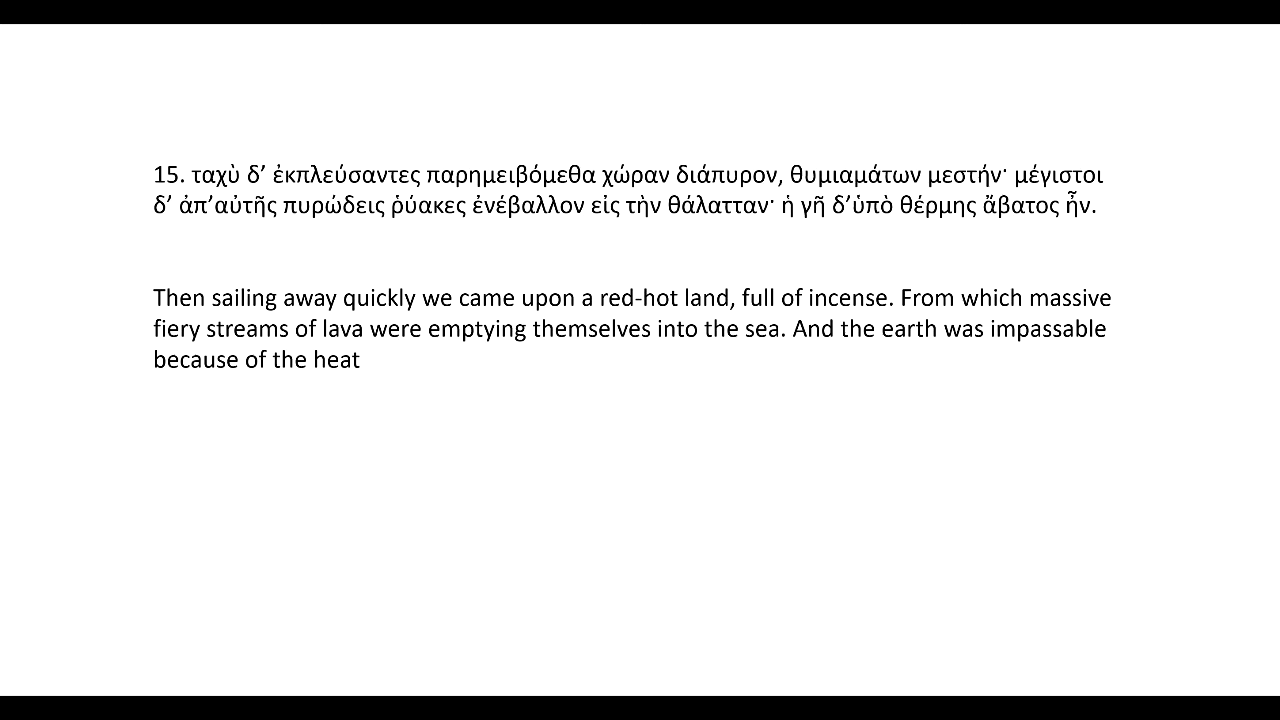 15. ταχὺ δ’ ἐκπλεύσαντες παρημειβόμεθα χώραν διάπυρον, θυμιαμάτων μεστήν· μέγιστοι
δ’ ἀπ’αὐτῆς πυρώδεις ῥύακες ἐνέβαλλον εἰς τὴν θάλατταν· ἡ γῆ δ’ὑπὸ θέρμης ἄβατος ἦν.
Then sailing away quickly we came upon a red-hot land, full of incense. From which massive
fiery streams of lava were emptying themselves into the sea. And the earth was impassable
because of the heat